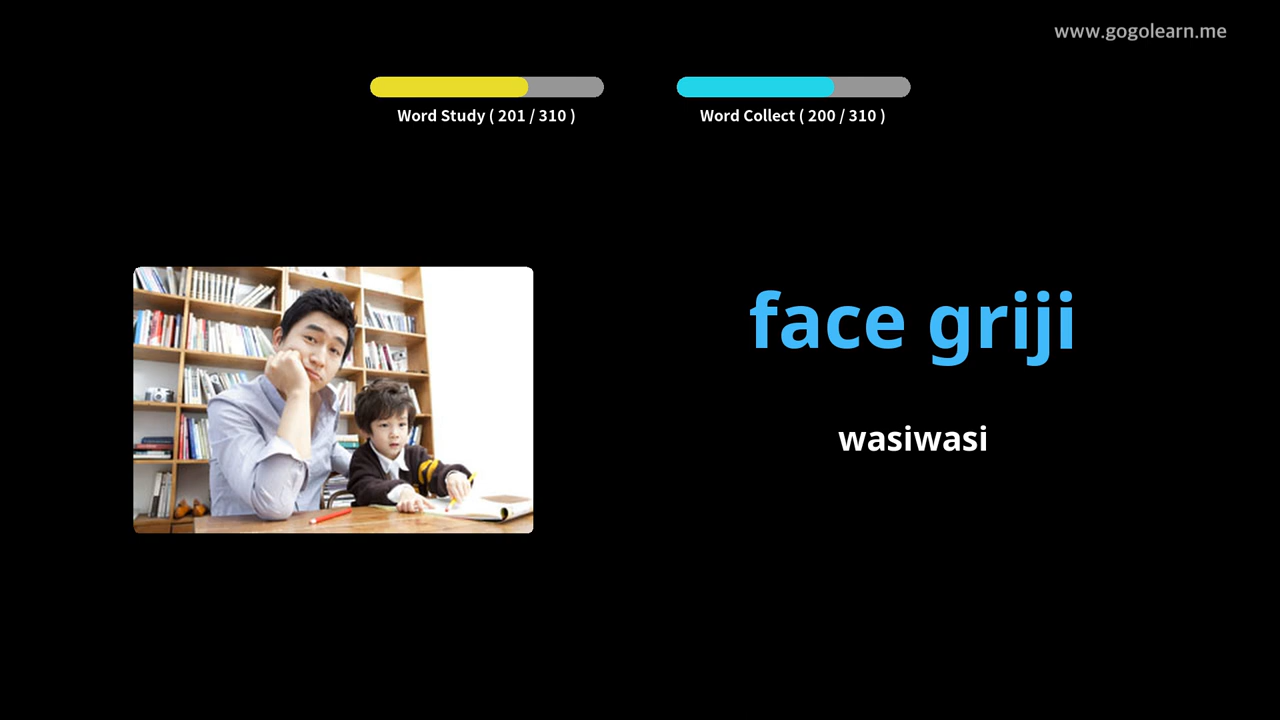 www.gogolearn.me
Word Study ( 201 / 310 )
Word Collect ( 200 / 310 )
face griji
wasiwasi